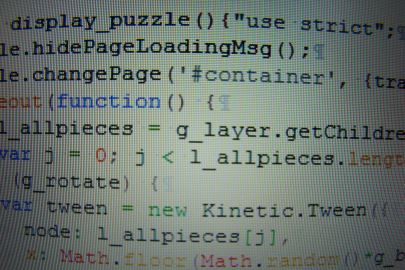 display_puzzle(){"use strict";¶
le.hidePageLoadingMsg();¶
le.changePage('#container', {tra
eout(function() {¶
l_allpieces = g_layer.getChildre
var j = 0; j < l_allpieces.lengt
(g_rotate) {
var tween = new Kinetic.Tween({
node: l_allpieces[j],
x: Math.floor(Math.random()*g_b